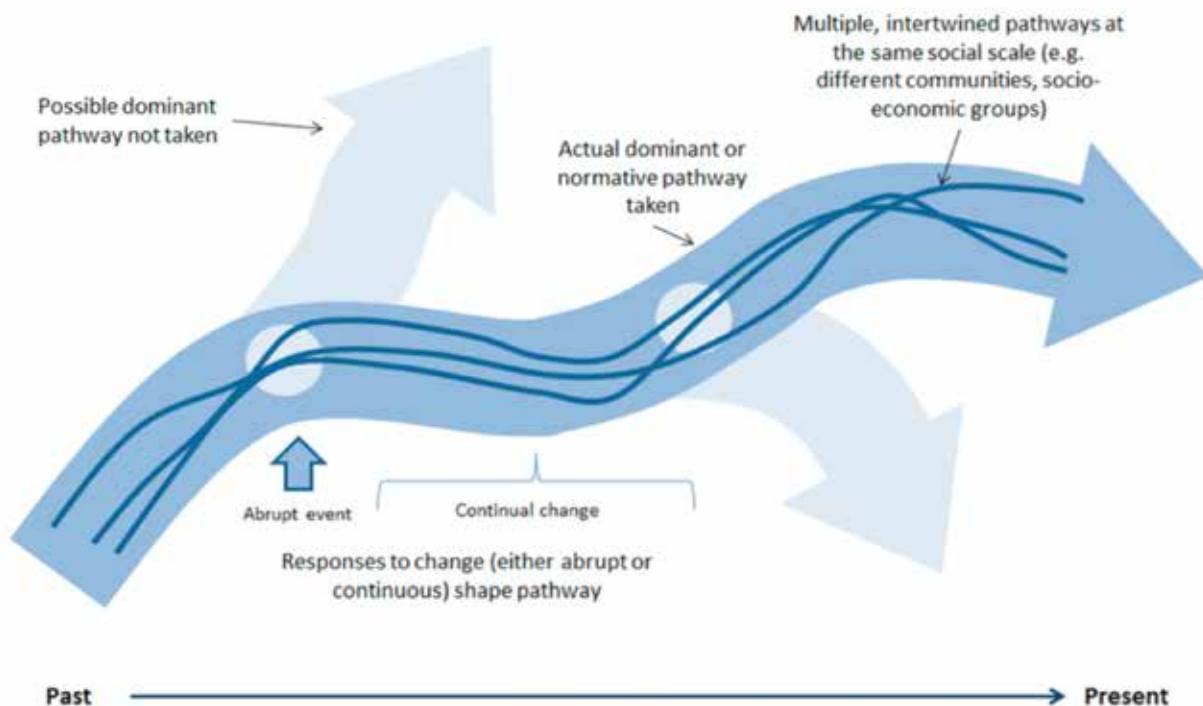 Multiple, intertwined pathways at
the same social scale (e.g.
different communities, socio-
economic groups)
Possible dominant
pathway not taken
Actual dominant or
normative pathway
taken
Abrupt event
Continual change
Responses to change (either abrupt or
continuous) shape pathway
Past
Present